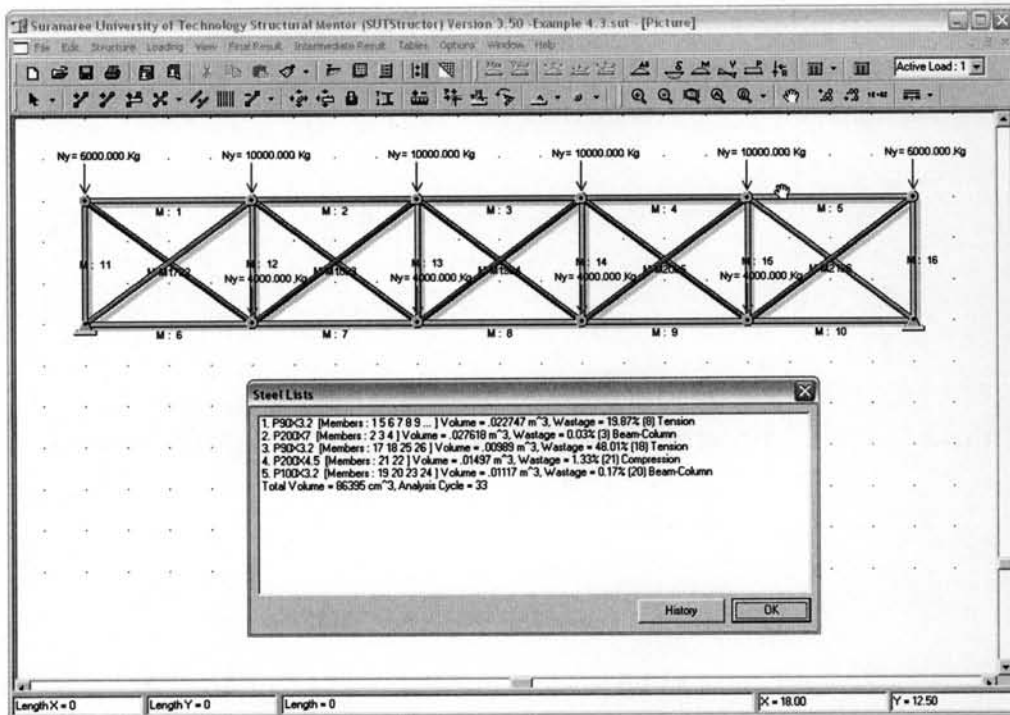 Suranaree University of Technology Structural Mentor (SUTStructor) Version 3.50 -Example 4.3.sut - [Picture]
File Edit Structure Loading View Final Result Intermediate Result Tables Options Window Help
Active Load : 1
Ny= 6000.000 Kg Ny= 10000.000 Kg Ny= 10000.000 Kg Ny= 10000.000 Kg Ny= 10000.000 Kg Ny= 6000.000 Kg
M : 1 M : 2 M : 3 M : 4 M : 5
M : 11 12 13 14 15 M : 16
Ny= 4000.000 Kg Ny= 4000.000 Kg Ny= 4000.000 Kg Ny= 4000.000 Kg
M : 6 M : 7 M : 8 M : 9 M : 10
Steel Lists
1. P90X3.2 [Members : 1 5 6 7 8 9 ... ] Volume = .022747 m^3, Wastage = 19.87% (8) Tension
2. P200X7 [Members : 2 3 4 ] Volume = .027618 m^3, Wastage = 0.03% (3) Beam-Column
3. P90X3.2 [Members : 17 18 25 26 ] Volume = .00989 m^3, Wastage = 48.01% (18) Tension
4. P200X4.5 [Members : 21 22 ] Volume = .01497 m^3, Wastage = 1.33% (21) Compression
5. P100X3.2 [Members : 19 20 23 24 ] Volume = .01117 m^3, Wastage = 0.17% (20) Beam-Column
Total Volume = 86395 cm^3, Analysis Cycle = 33
History OK
Length X = 0 Length Y = 0 Length = 0 X = 18.00 Y = 12.50